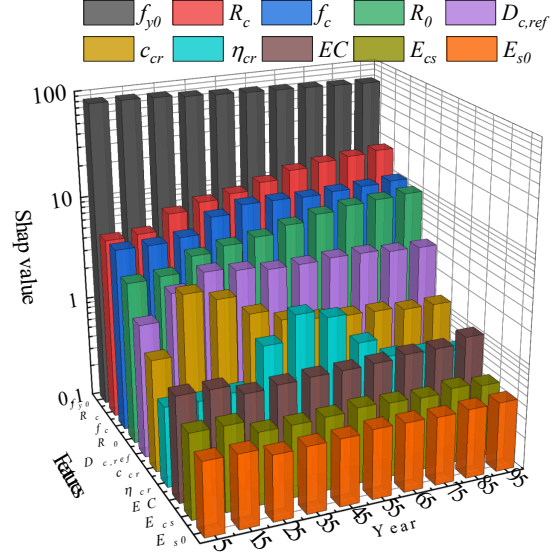 f_y0 R_c f_c R_0 D_c,ref
c_cr η_cr EC E_cs E_s0
100
10
1
0.1
Shap value
f_y0
R_c
f_c
R_0
D_c,ref
c_cr
η_cr
EC
E_cs
E_s0
Features
5 15 25 35 45 55 65 75 85 95
Year